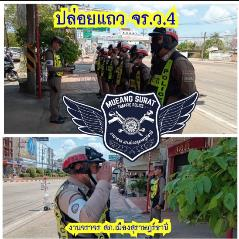 ปล่อยแถว จร.ว.4
MUEANG SURAT
TRAFFIC POLICE
POLICE
งานจราจร สภ.เมืองสุราษฎร์ธานี